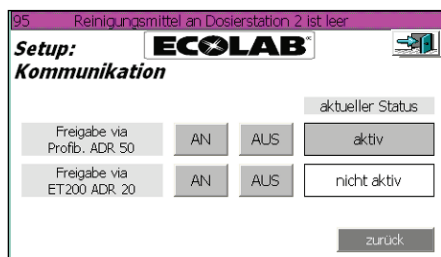 95 Reinigungsmittel an Dosierstation 2 ist leer
Setup: ECOLAB®
Kommunikation
aktueller Status
Freigabe via
Profib. ADR 50
AN AUS aktiv
Freigabe via
ET200 ADR 20
AN AUS nicht aktiv
zurück